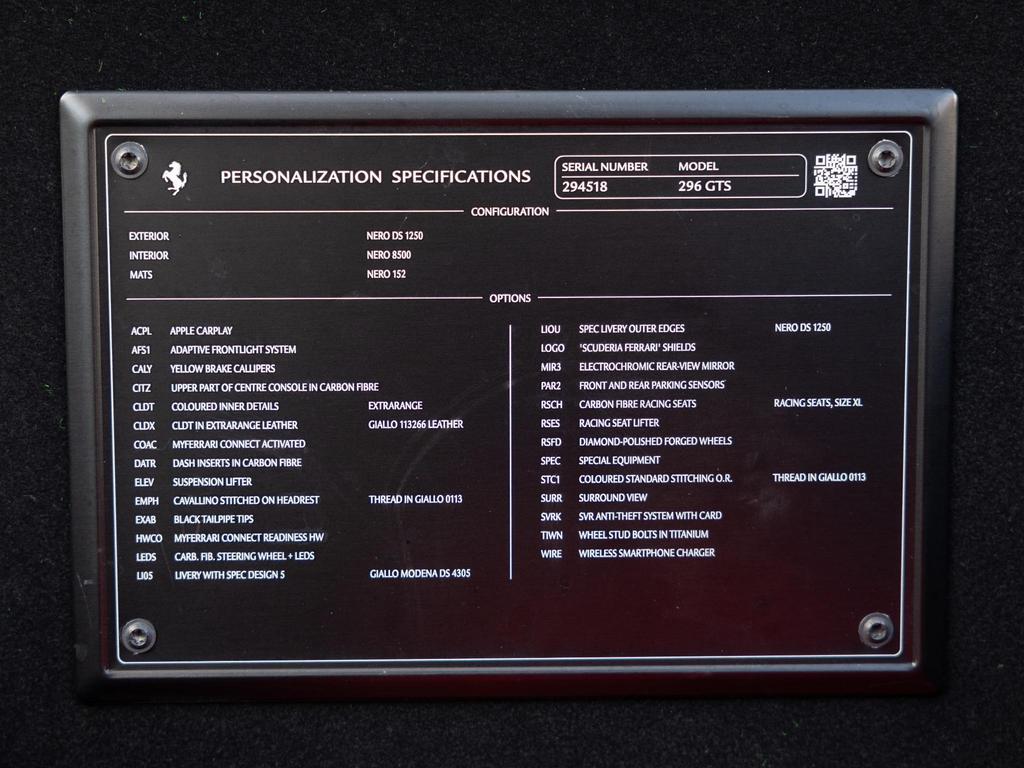 PERSONALIZATION SPECIFICATIONS
SERIAL NUMBER MODEL
294518 296 GTS
CONFIGURATION
EXTERIOR NERO DS 1250
INTERIOR NERO 8500
MATS NERO 152
OPTIONS
ACPL APPLE CARPLAY
AFS1 ADAPTIVE FRONTLIGHT SYSTEM
CALY YELLOW BRAKE CALLIPERS
CITZ UPPER PART OF CENTRE CONSOLE IN CARBON FIBRE
CLDT COLOURED INNER DETAILS EXTRARANGE
CLDX CLDT IN EXTRARANGE LEATHER GIALLO 113266 LEATHER
COAC MYFERRARI CONNECT ACTIVATED
DATR DASH INSERTS IN CARBON FIBRE
ELEV SUSPENSION LIFTER
EMPH CAVALLINO STITCHED ON HEADREST THREAD IN GIALLO 0113
EXAB BLACK TAILPIPE TIPS
HWCO MYFERRARI CONNECT READINESS HW
LEDS CARB. FIB. STEERING WHEEL + LEDS
LI05 LIVERY WITH SPEC DESIGN 5 GIALLO MODENA DS 4305
LIOU SPEC LIVERY OUTER EDGES NERO DS 1250
LOGO 'SCUDERIA FERRARI' SHIELDS
MIR3 ELECTROCHROMIC REAR-VIEW MIRROR
PAR2 FRONT AND REAR PARKING SENSORS
RSCH CARBON FIBRE RACING SEATS RACING SEATS, SIZE XL
RSES RACING SEAT LIFTER
RSFD DIAMOND-POLISHED FORGED WHEELS
SPEC SPECIAL EQUIPMENT
STC1 COLOURED STANDARD STITCHING O.R. THREAD IN GIALLO 0113
SURR SURROUND VIEW
SVRK SVR ANTI-THEFT SYSTEM WITH CARD
TIWN WHEEL STUD BOLTS IN TITANIUM
WIRE WIRELESS SMARTPHONE CHARGER